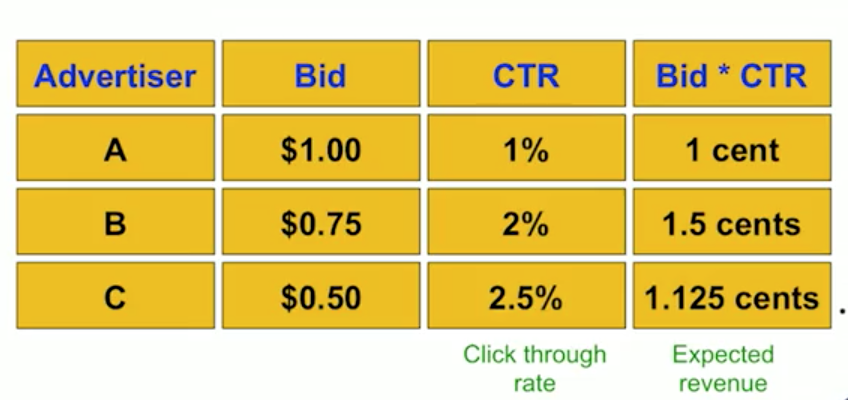 Advertiser Bid CTR Bid * CTR
A $1.00 1% 1 cent
B $0.75 2% 1.5 cents
C $0.50 2.5% 1.125 cents .
Click through Expected
rate revenue